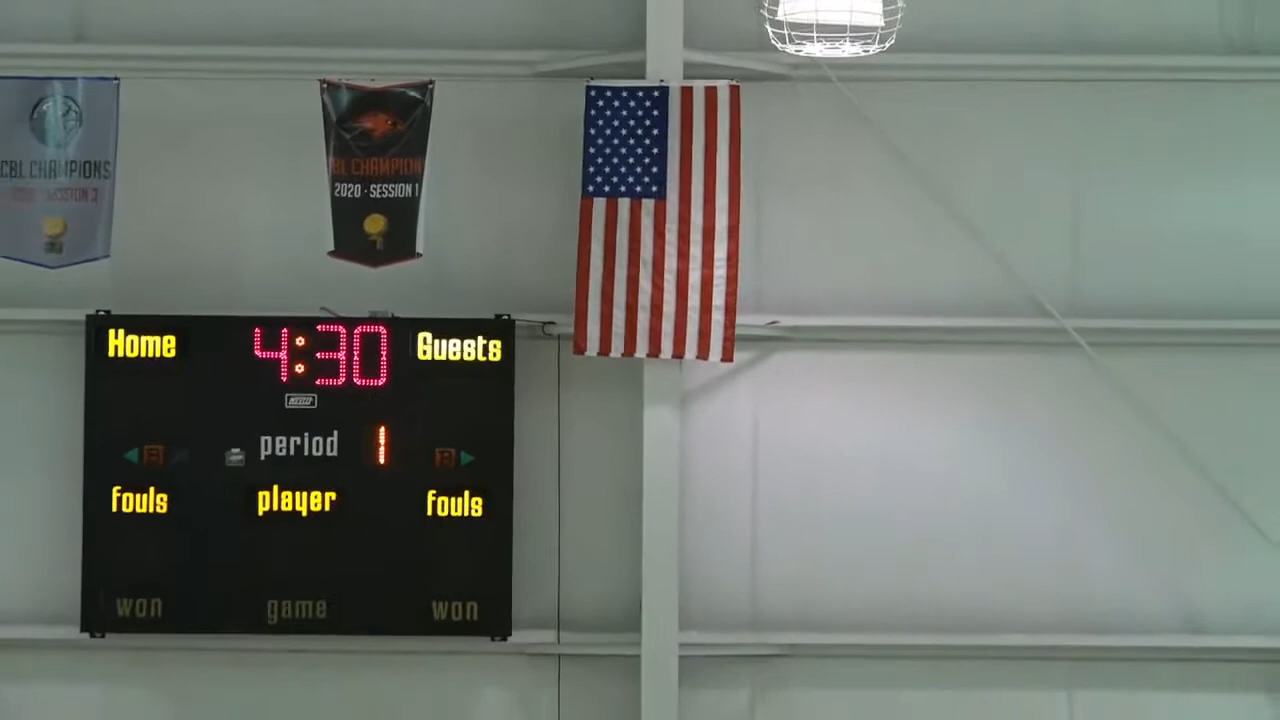 CBL CHAMPIONS
SESSION
BL CHAMPION
2020 - SESSION 1
Home
4:30
Guests
period
1
B
B
fouls
player
fouls
won
game
won